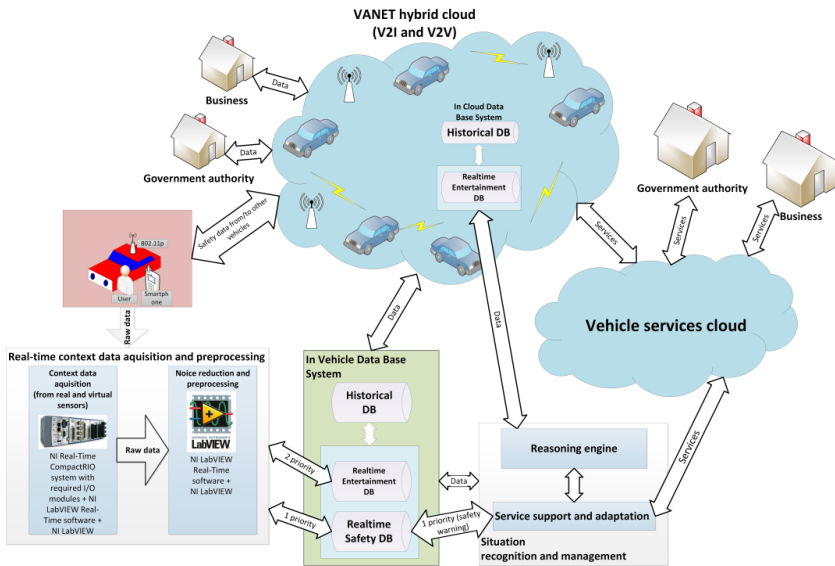 VANET hybrid cloud
(V2I and V2V)
Business
Data
Government authority
Data
In Cloud Data
Base System
Historical DB
Realtime
Entertainment
DB
Government authority
Business
Services
Services
Services
Safety data from/to other
vehicles
802.11p
User
Smartph
one
Raw data
Data
Data
Vehicle services cloud
Real-time context data aquisition and preprocessing
Context data
aquisition
(from real and virtual
sensors)
NI Real-Time
CompactRIO
system with
required I/O
modules + NI
LabVIEW Real-
Time software +
NI LabVIEW
Raw data
Noice reduction and
preprocessing
NATIONAL INSTRUMENTS
LabVIEW
NI LabVIEW
Real-Time
software +
NI LabVIEW
2 priority
1 priority
In Vehicle Data Base
System
Historical
DB
Realtime
Entertainment
DB
Realtime
Safety DB
Data
1 priority (safety
warning)
Reasoning engine
Service support and adaptation
Situation
recognition and management
Services